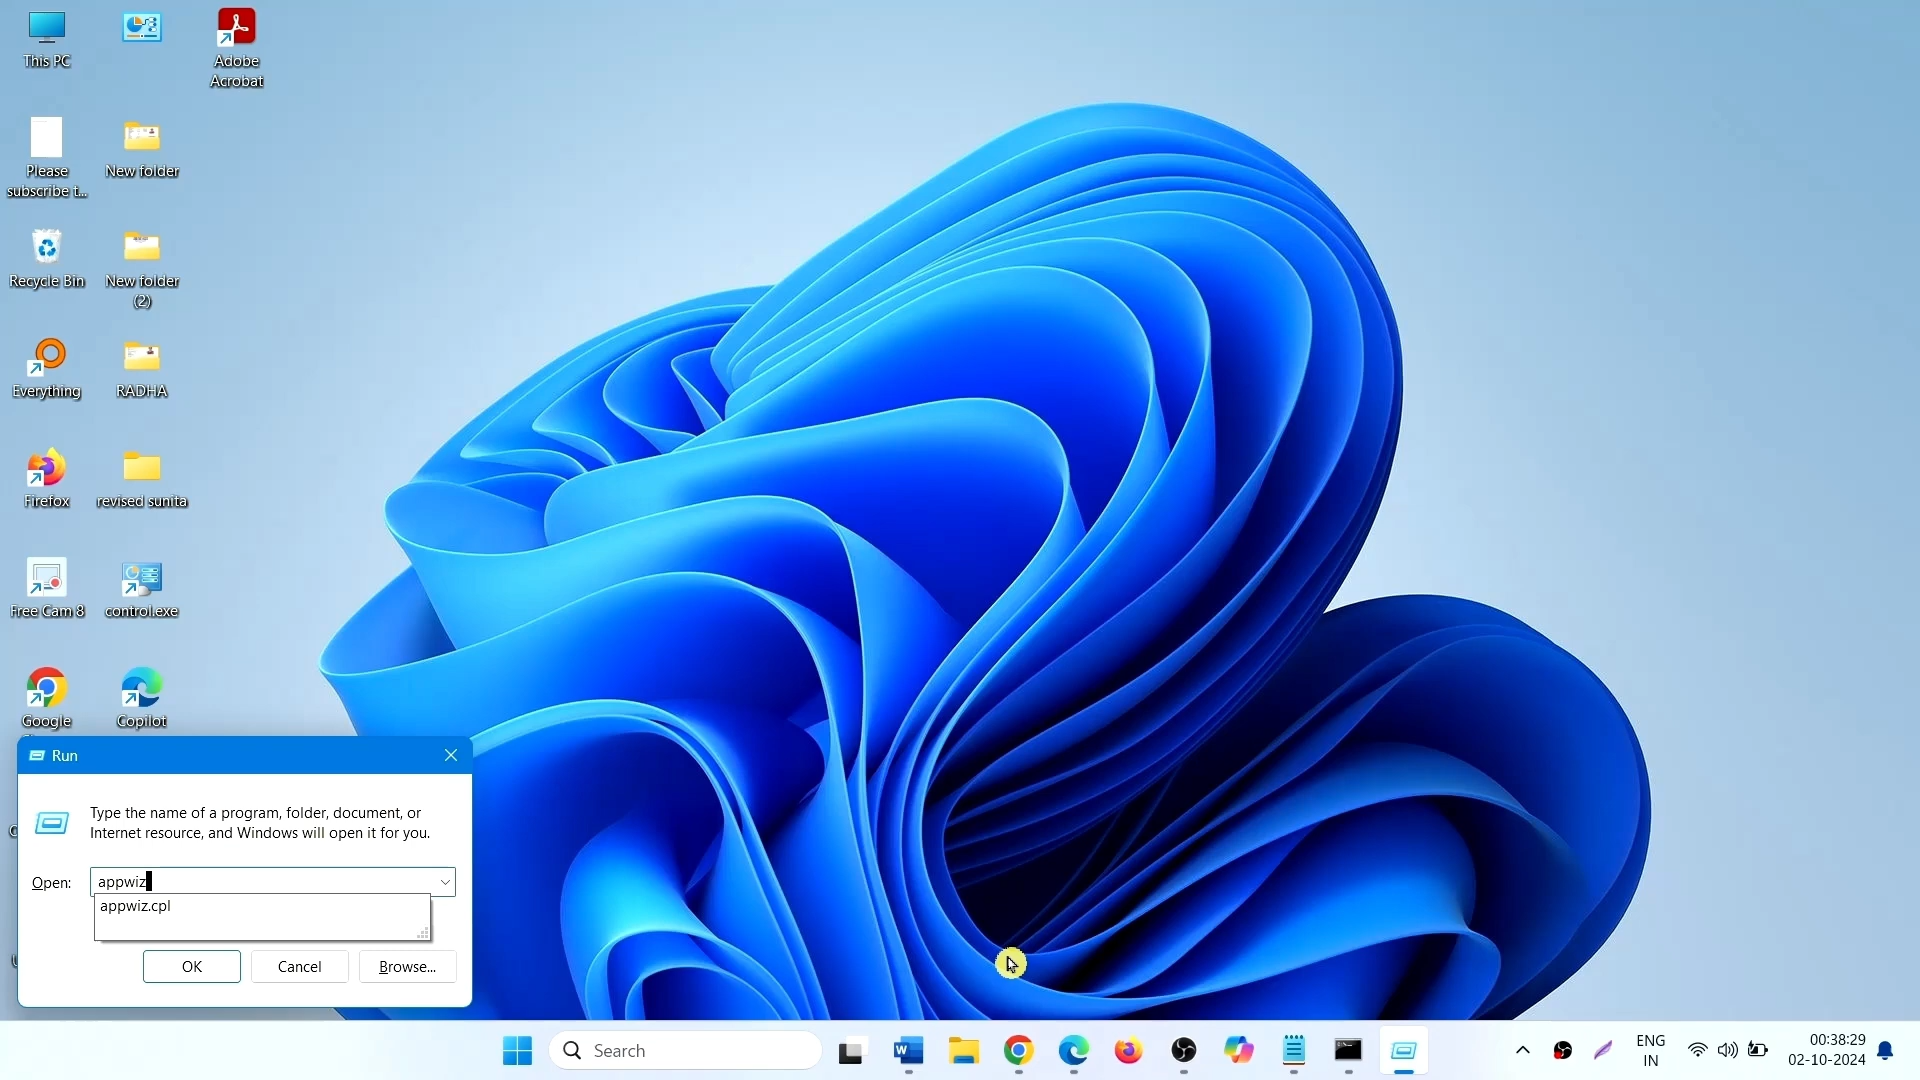 This PC
Adobe
Acrobat
Please
subscribe t...
New folder
Recycle Bin
New folder
(2)
Everything
RADHA
Firefox
revised sunita
Free Cam 8
control.exe
Google
Copilot
Run
Type the name of a program, folder, document, or
Internet resource, and Windows will open it for you.
Open:
appwiz
appwiz.cpl
OK
Cancel
Browse...
Search
ENG
IN
00:38:29
02-10-2024